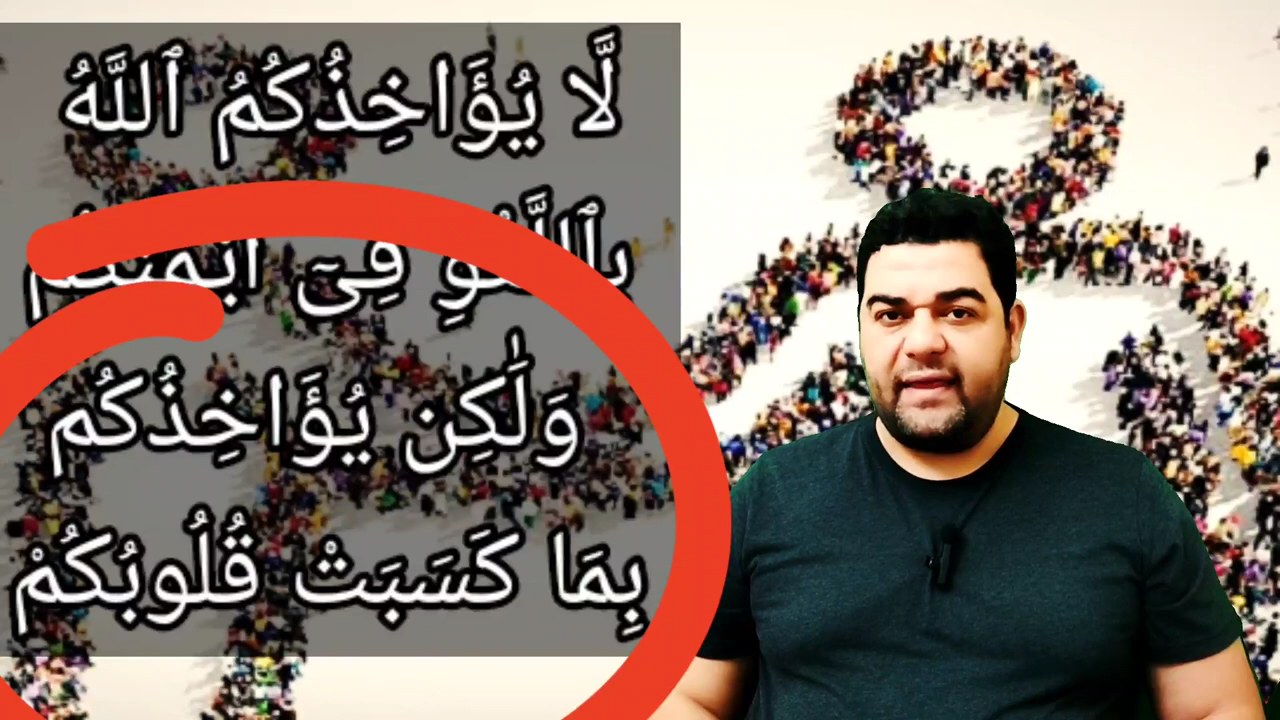 لَّا يُؤَاخِذُكُمُ ٱللَّهُ
فِىٓ
وَلَٰكِن يُؤَاخِذُكُم
بِمَا كَسَبَتْ قُلُوبُكُمْ